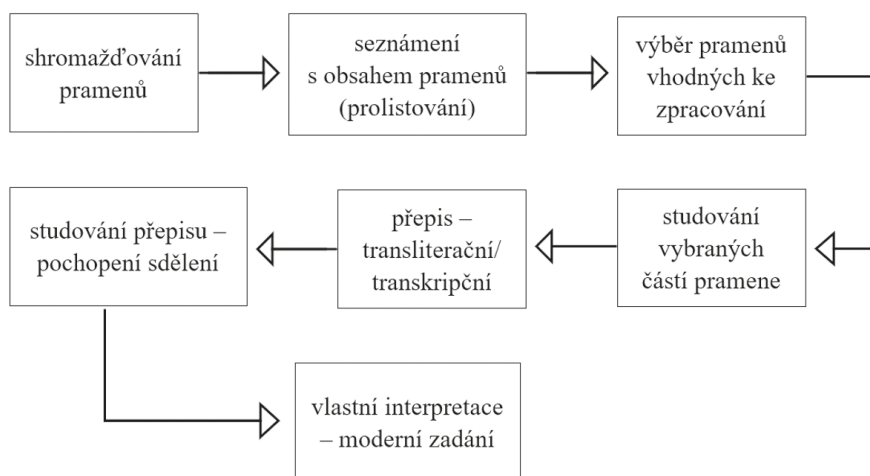 shromažďování
pramenů
seznámení
s obsahem pramenů
(prolistování)
výběr pramenů
vhodných ke
zpracování
studování
vybraných
částí pramene
přepis –
transliterační/
transkripční
studování přepisu –
pochopení sdělení
vlastní interpretace
– moderní zadání